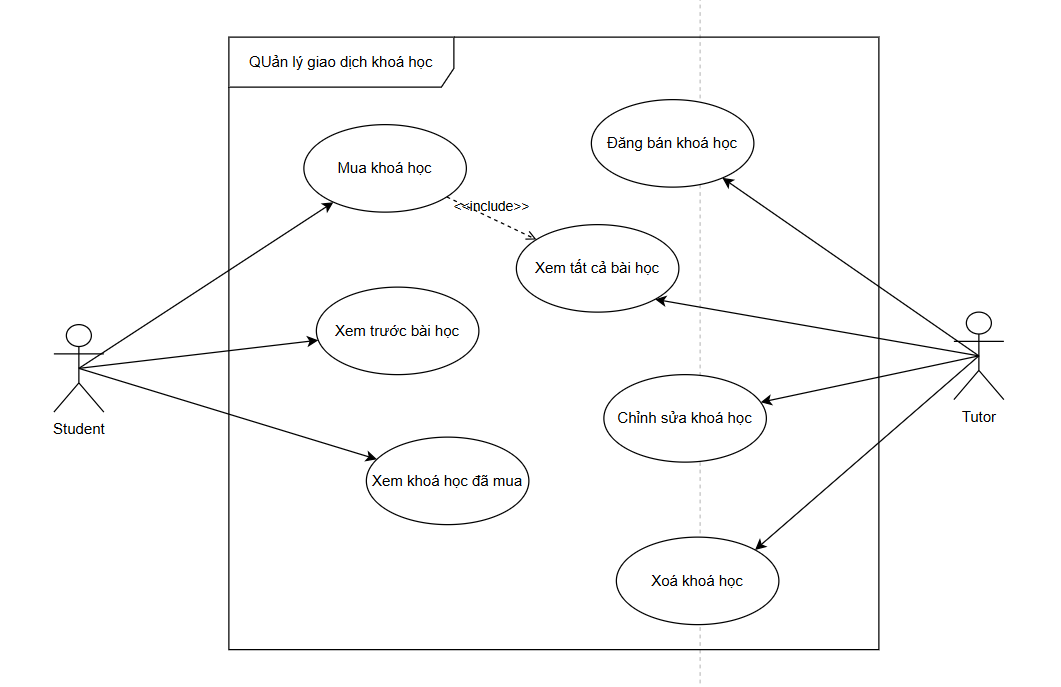 QUản lý giao dịch khoá học
Đăng bán khoá học
Mua khoá học
<<include>>
Xem tất cả bài học
Xem trước bài học
Student
Tutor
Chỉnh sửa khoá học
Xem khoá học đã mua
Xoá khoá học